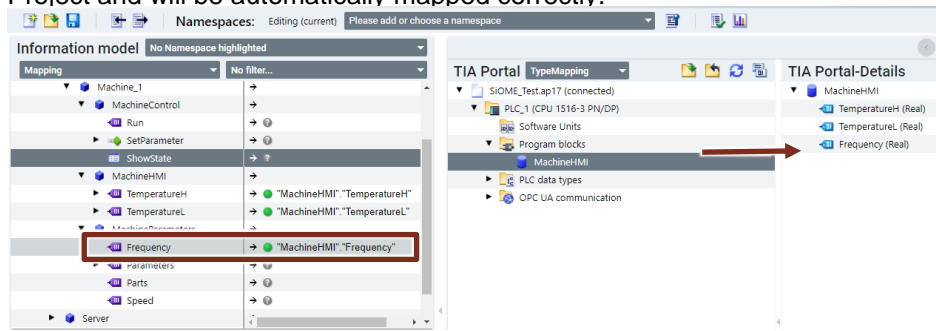 Project and will be automatically mapped correctly.
Namespaces: Editing (current) Please add or choose a namespace
Information model No Namespace highlighted
Mapping No filter...
Machine_1
MachineControl
Run
SetParameter
ShowState
MachineHMI
TemperatureH "MachineHMI"."TemperatureH"
TemperatureL "MachineHMI"."TemperatureL"
MachineParameters
Frequency "MachineHMI"."Frequency"
Parameters
Parts
Speed
Server
TIA Portal TypeMapping
SiOME_Test.ap17 (connected)
PLC_1 (CPU 1516-3 PN/DP)
Software Units
Program blocks
MachineHMI
PLC data types
OPC UA communication
TIA Portal-Details
MachineHMI
TemperatureH (Real)
TemperatureL (Real)
Frequency (Real)